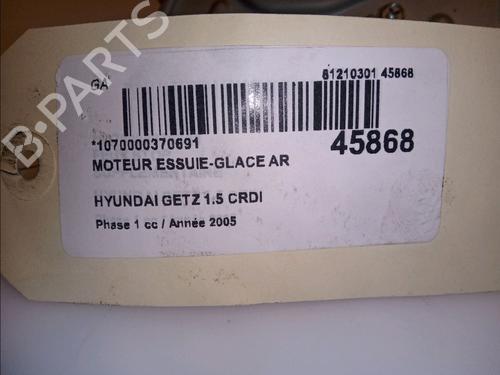 B-PARTS
GA
81210301 45868
*1070000370691
45868
MOTEUR ESSUIE-GLACE AR
HYUNDAI GETZ 1.5 CRDI
Phase 1 cc / Année 2005